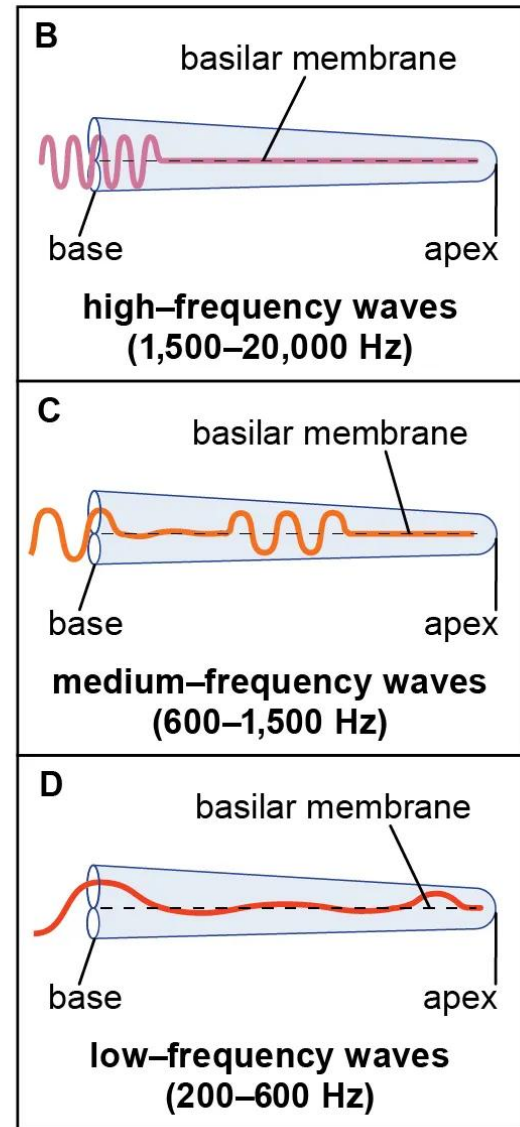 B
basilar membrane
base
apex
high–frequency waves
(1,500–20,000 Hz)
C
basilar membrane
base
apex
medium–frequency waves
(600–1,500 Hz)
D
basilar membrane
base
apex
low–frequency waves
(200–600 Hz)